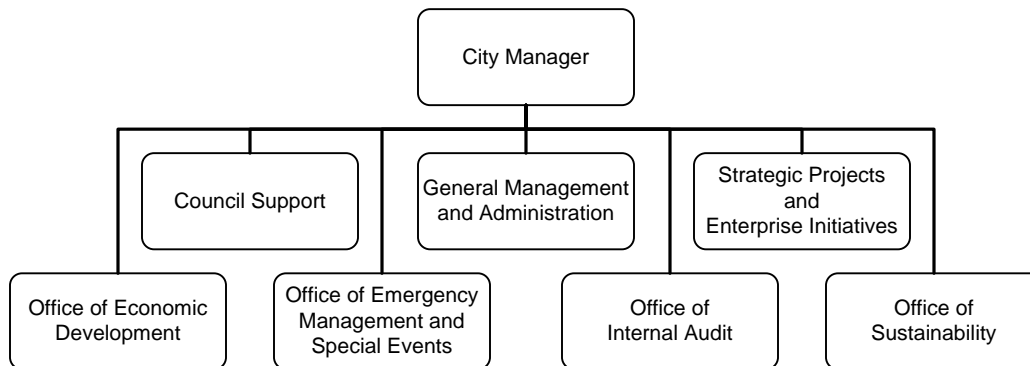 City Manager
Council Support
General Management
and Administration
Strategic Projects
and
Enterprise Initiatives
Office of Economic
Development
Office of Emergency
Management and
Special Events
Office of
Internal Audit
Office of
Sustainability